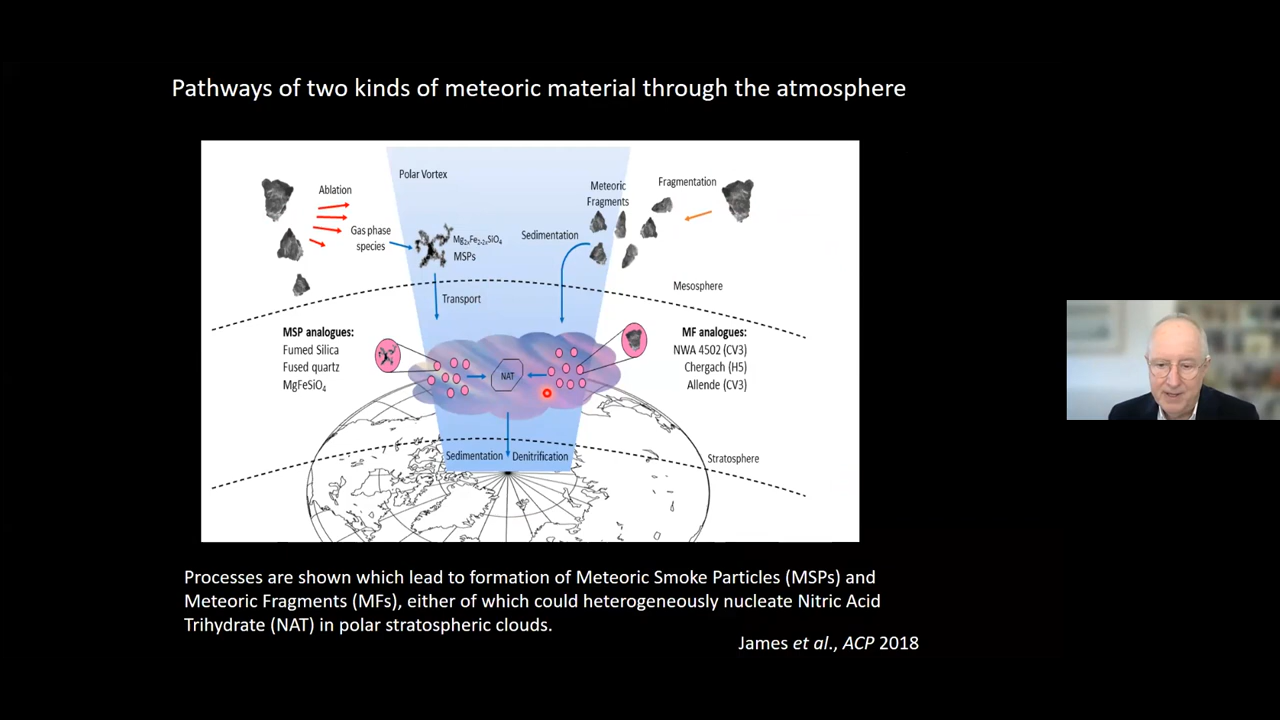 Pathways of two kinds of meteoric material through the atmosphere
Polar Vortex
Ablation
Gas phase
species
Mg₂ₓFe₂₋₂ₓSiO₄
MSPs
Transport
Meteoric
Fragments
Fragmentation
Sedimentation
Mesosphere
MSP analogues:
Fumed Silica
Fused quartz
MgFeSiO₄
NAT
MF analogues:
NWA 4502 (CV3)
Chergach (H5)
Allende (CV3)
Sedimentation
Denitrification
Stratosphere
Processes are shown which lead to formation of Meteoric Smoke Particles (MSPs) and
Meteoric Fragments (MFs), either of which could heterogeneously nucleate Nitric Acid
Trihydrate (NAT) in polar stratospheric clouds.
James et al., ACP 2018